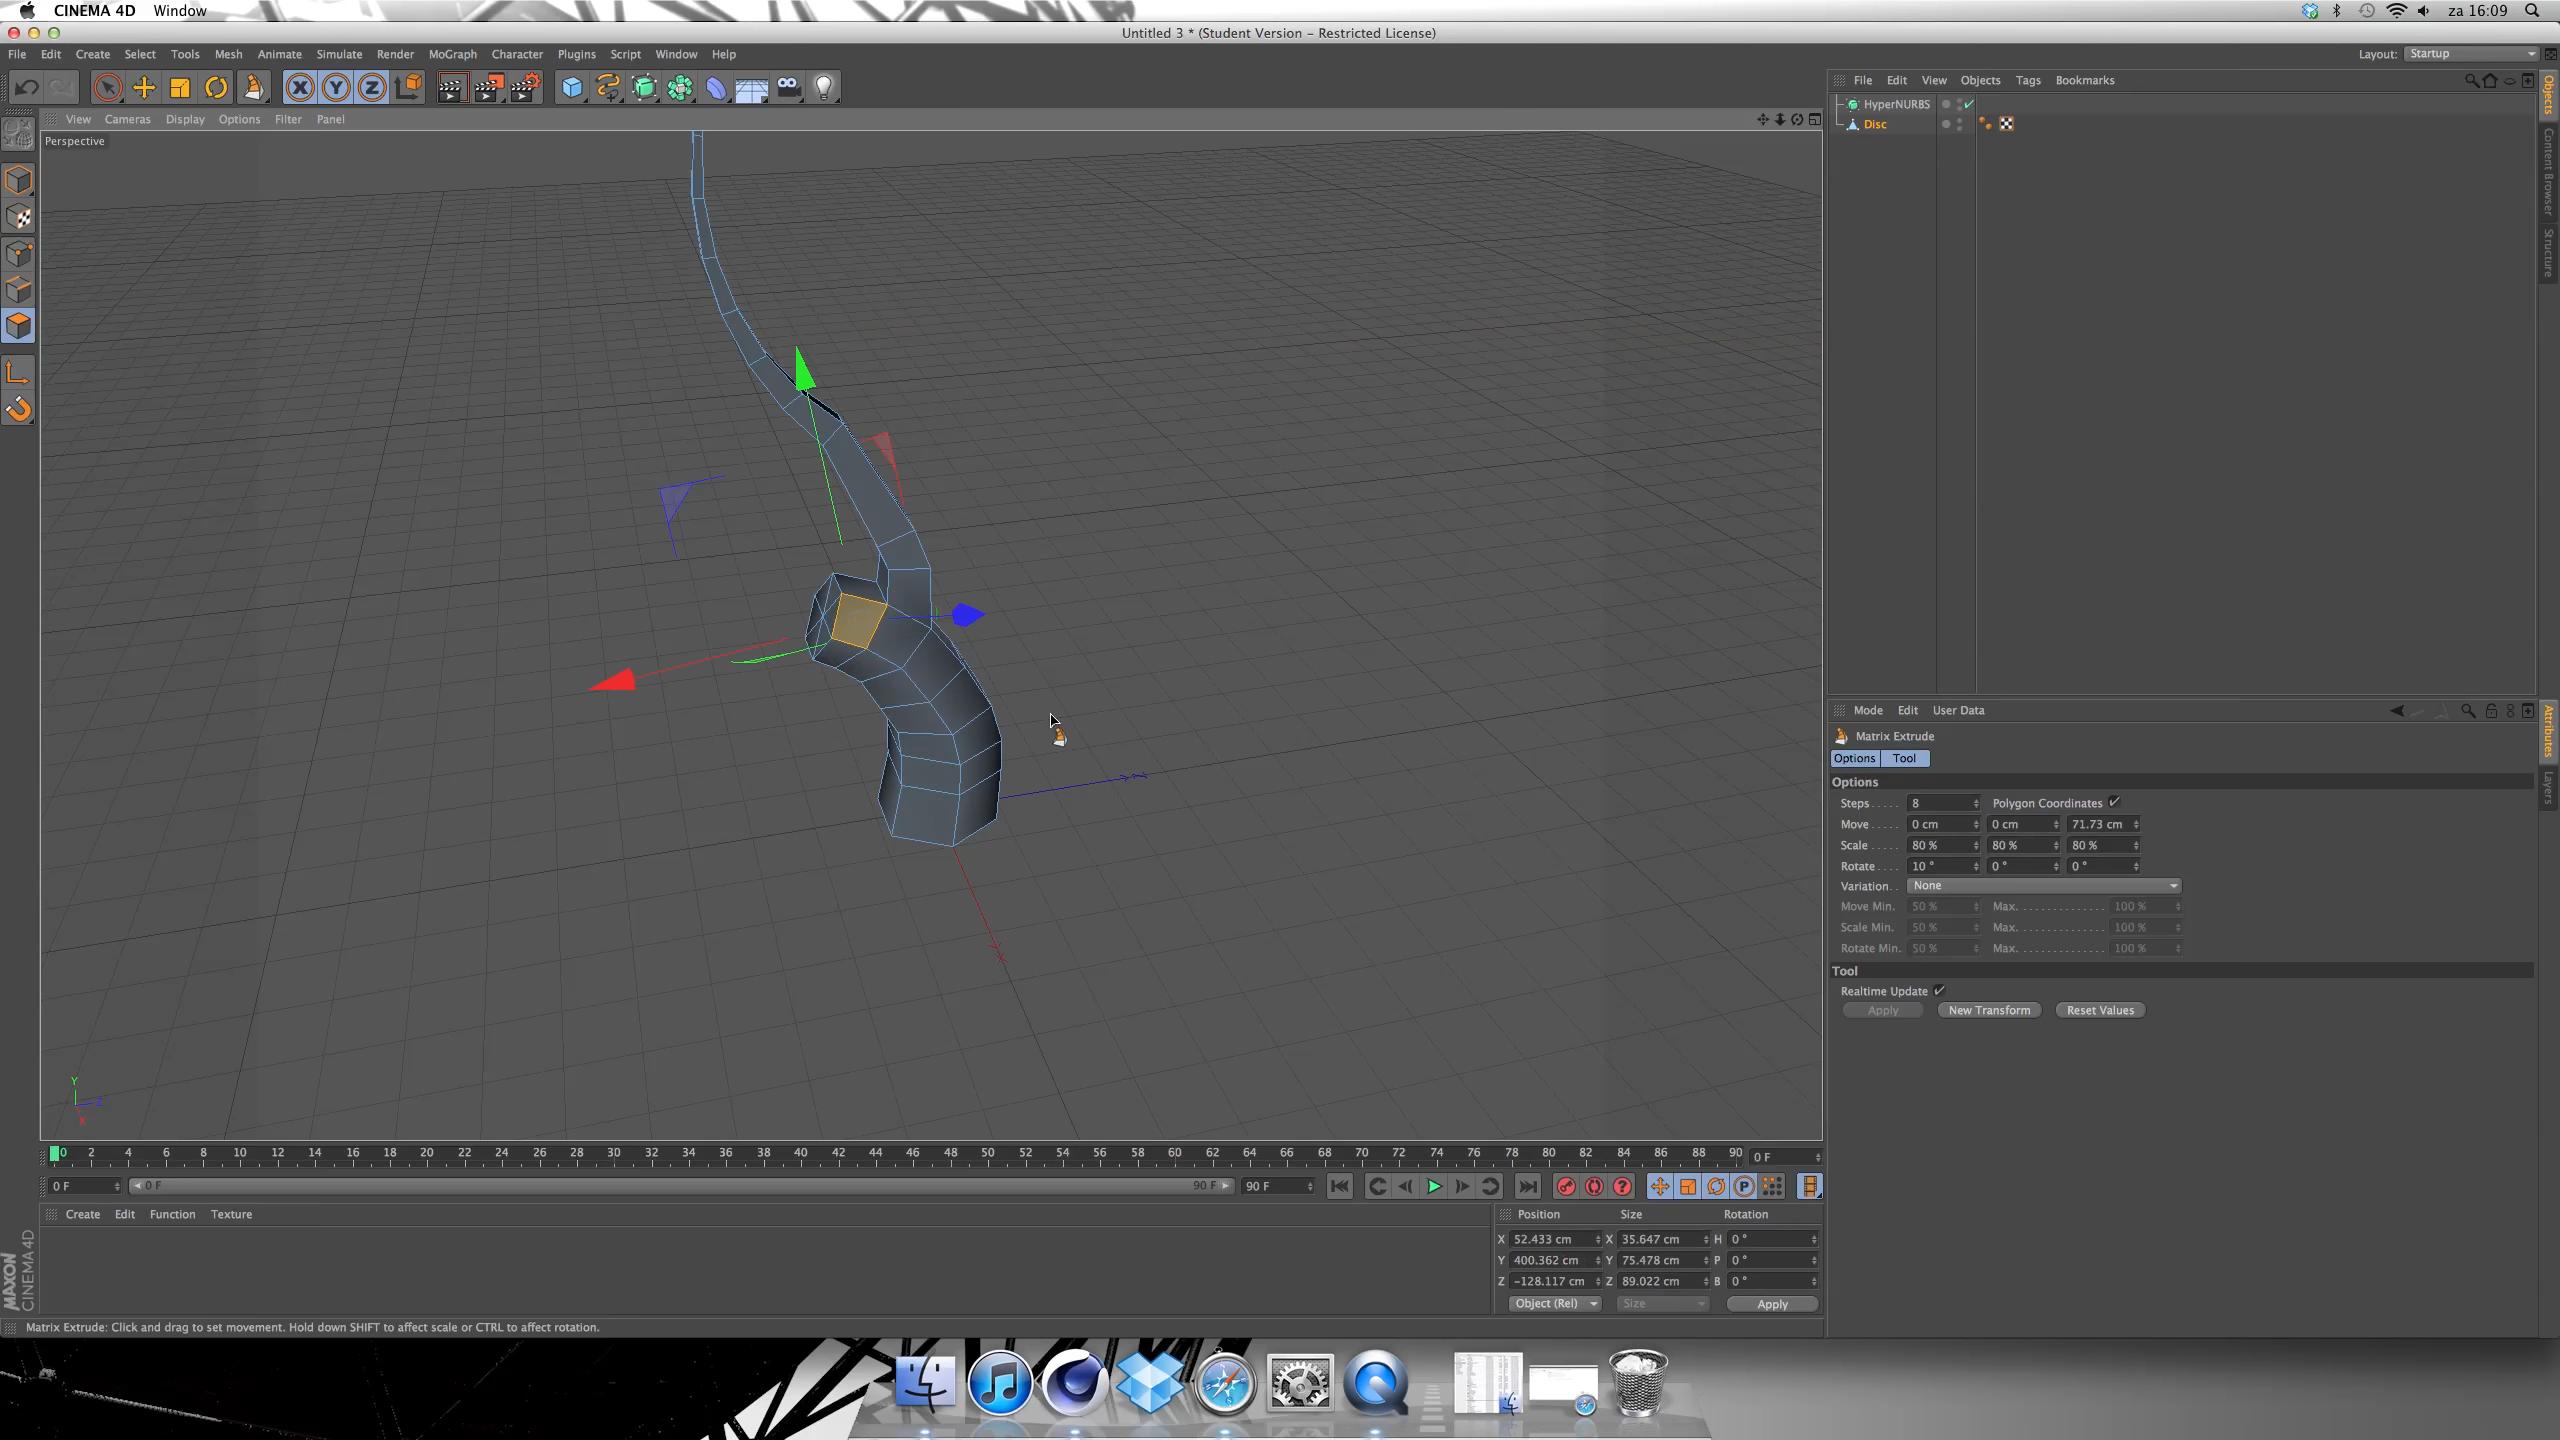 CINEMA 4D Window
za 16:09
Untitled 3 * (Student Version – Restricted License)
File Edit Create Select Tools Mesh Animate Simulate Render MoGraph Character Plugins Script Window Help
Layout: Startup
X Y Z
File Edit View Objects Tags Bookmarks
View Cameras Display Options Filter Panel
Perspective
HyperNURBS
Disc
Objects
Content Browser
Structure
Mode Edit User Data
Matrix Extrude
Options Tool
Options
Steps..... 8 Polygon Coordinates
Move..... 0 cm 0 cm 71.73 cm
Scale..... 80 % 80 % 80 %
Rotate.... 10 ° 0 ° 0 °
Variation.. None
Move Min. 50 % Max. 100 %
Scale Min. 50 % Max. 100 %
Rotate Min. 50 % Max. 100 %
Tool
Realtime Update
Apply New Transform Reset Values
Attributes
Layers
Y
Z
X
0 2 4 6 8 10 12 14 16 18 20 22 24 26 28 30 32 34 36 38 40 42 44 46 48 50 52 54 56 58 60 62 64 66 68 70 72 74 76 78 80 82 84 86 88 90 0 F
0 F 0 F 90 F 90 F
P
Create Edit Function Texture
Position Size Rotation
X 52.433 cm X 35.647 cm H 0 °
Y 400.362 cm Y 75.478 cm P 0 °
Z -128.117 cm Z 89.022 cm B 0 °
Object (Rel) Size Apply
MAXON
CINEMA 4D
Matrix Extrude: Click and drag to set movement. Hold down SHIFT to affect scale or CTRL to affect rotation.